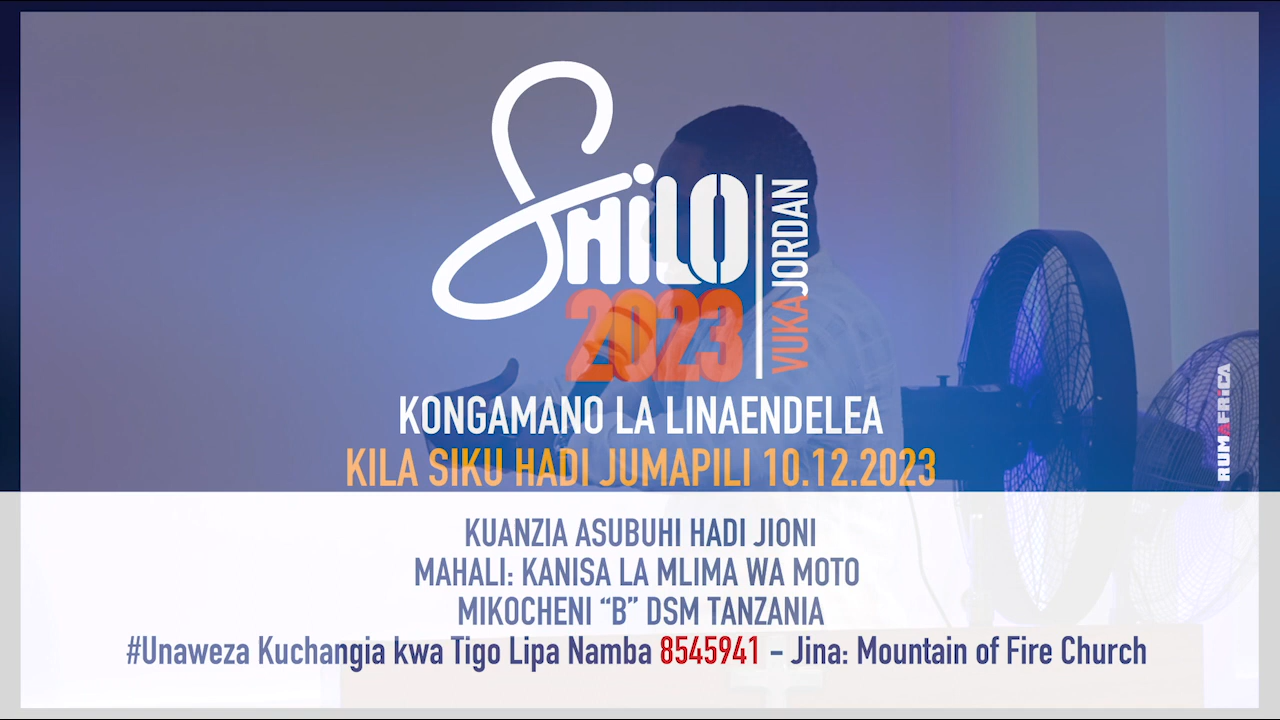 SHiLO
2023
VUKAJORDAN
KONGAMANO LA LINAENDELEA
KILA SIKU HADI JUMAPILI 10.12.2023
RUMAFRiCA
KUANZIA ASUBUHI HADI JIONI
MAHALI: KANISA LA MLIMA WA MOTO
MIKOCHENI “B” DSM TANZANIA
#Unaweza Kuchangia kwa Tigo Lipa Namba 8545941 – Jina: Mountain of Fire Church